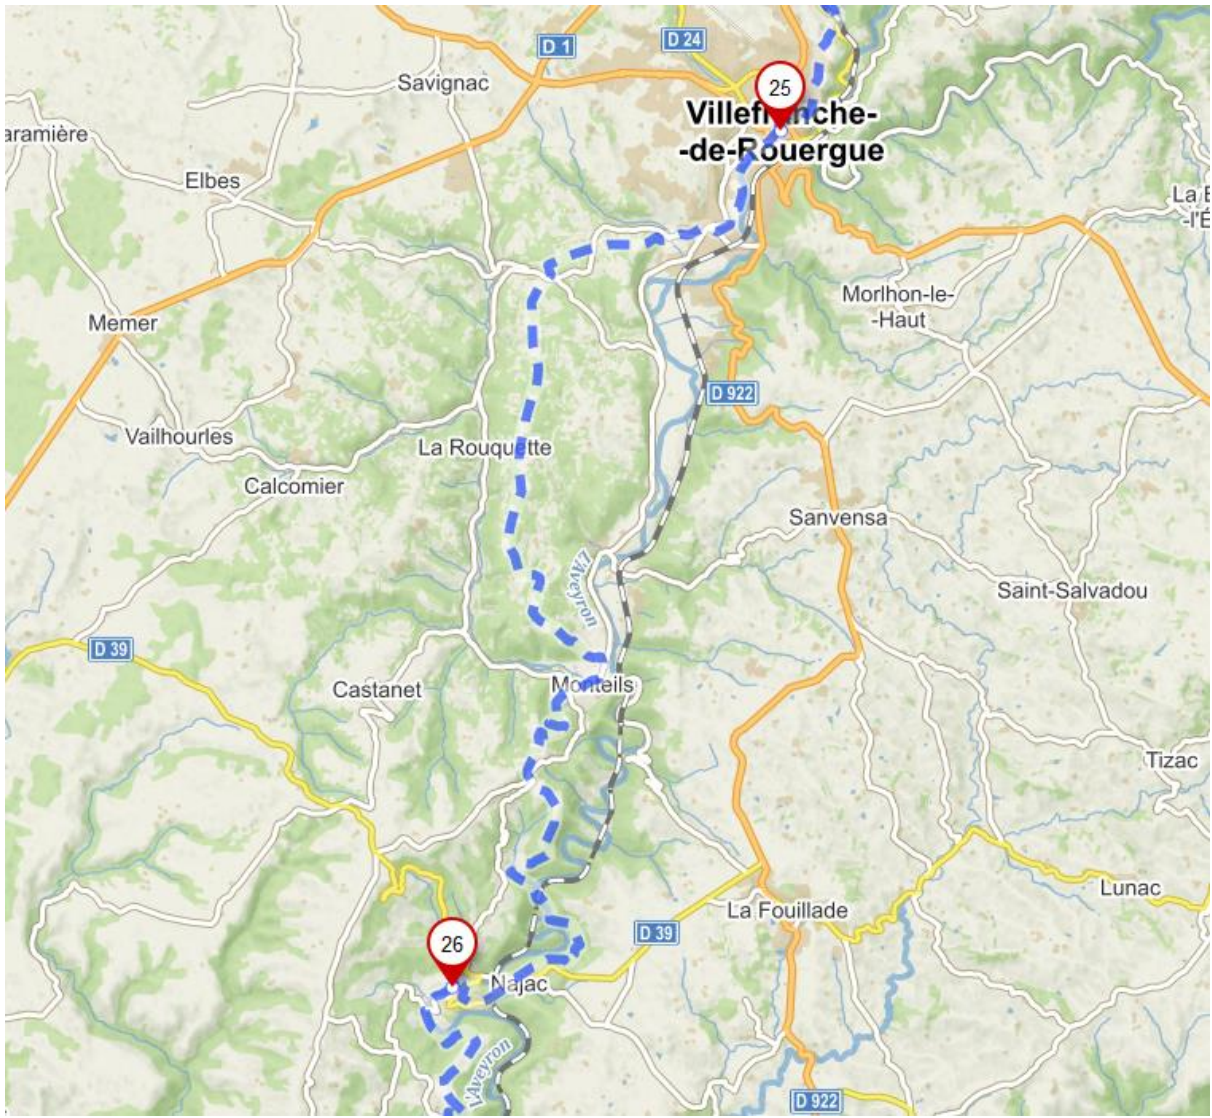 D 1
D 24
Savignac
25
Villefranche-
-de-Rouergue
aramière
Elbes
La
-l'É
Morlhon-le-
-Haut
Memer
D 922
Vailhourles
La Rouquette
Calcomier
Sanvensa
L'Aveyron
Saint-Salvadou
D 39
Castanet
Monteils
Tizac
Lunac
La Fouillade
D 39
26
Najac
L'Aveyron
D 922